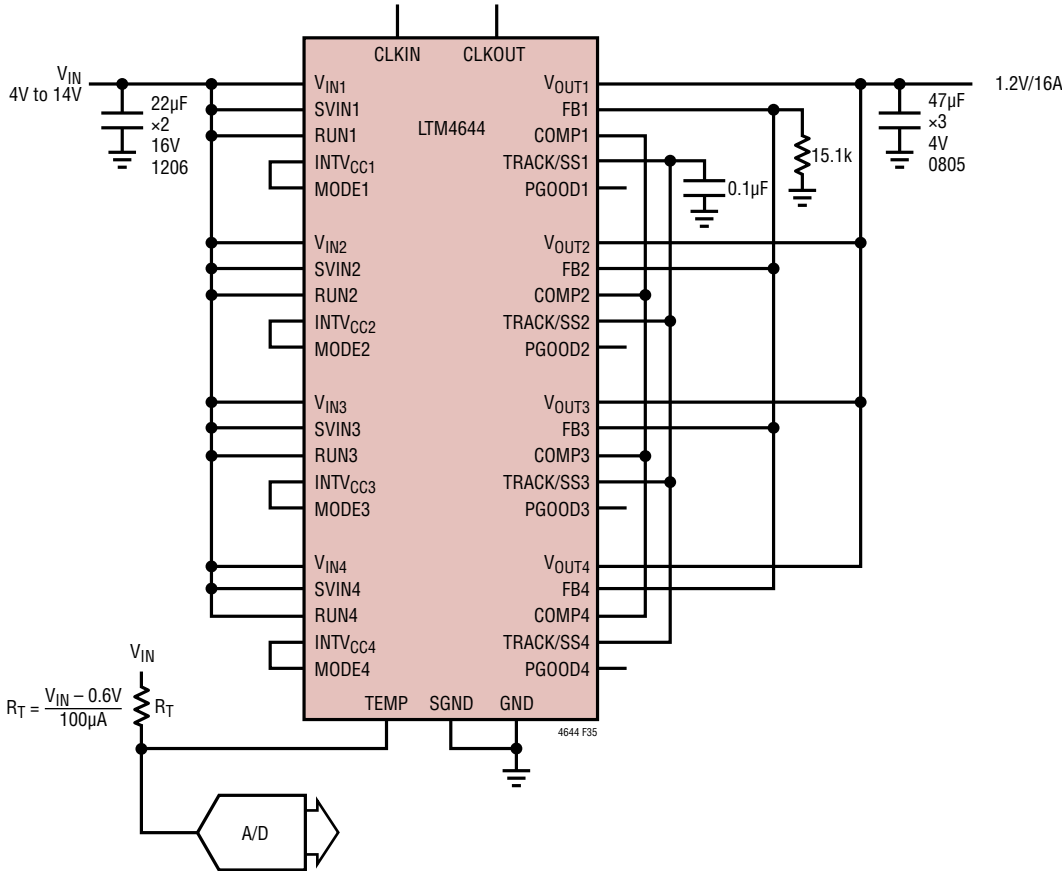 CLKIN CLKOUT
V_IN
4V to 14V
22µF
×2
16V
1206
LTM4644
V_IN1
SVIN1
RUN1
INTV_CC1
MODE1
V_IN2
SVIN2
RUN2
INTV_CC2
MODE2
V_IN3
SVIN3
RUN3
INTV_CC3
MODE3
V_IN4
SVIN4
RUN4
INTV_CC4
MODE4
V_OUT1
FB1
COMP1
TRACK/SS1
PGOOD1
V_OUT2
FB2
COMP2
TRACK/SS2
PGOOD2
V_OUT3
FB3
COMP3
TRACK/SS3
PGOOD3
V_OUT4
FB4
COMP4
TRACK/SS4
PGOOD4
1.2V/16A
47µF
×3
4V
0805
15.1k
0.1µF
TEMP SGND GND
4644 F35
V_IN
R_T = V_IN – 0.6V
100µA
R_T
A/D